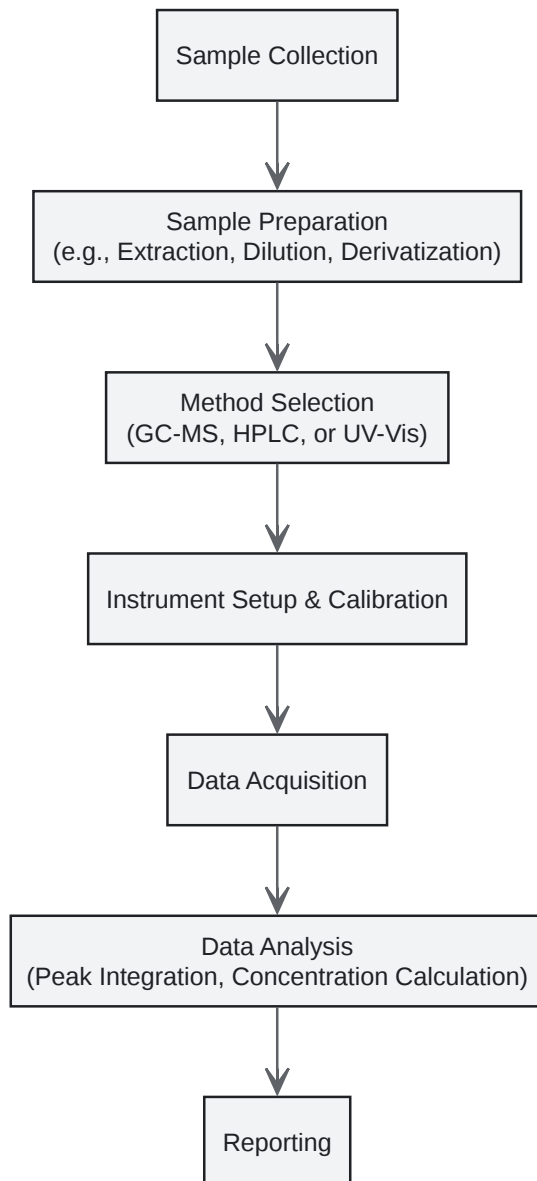 Sample Collection
Sample Preparation
(e.g., Extraction, Dilution, Derivatization)
Method Selection
(GC-MS, HPLC, or UV-Vis)
Instrument Setup & Calibration
Data Acquisition
Data Analysis
(Peak Integration, Concentration Calculation)
Reporting